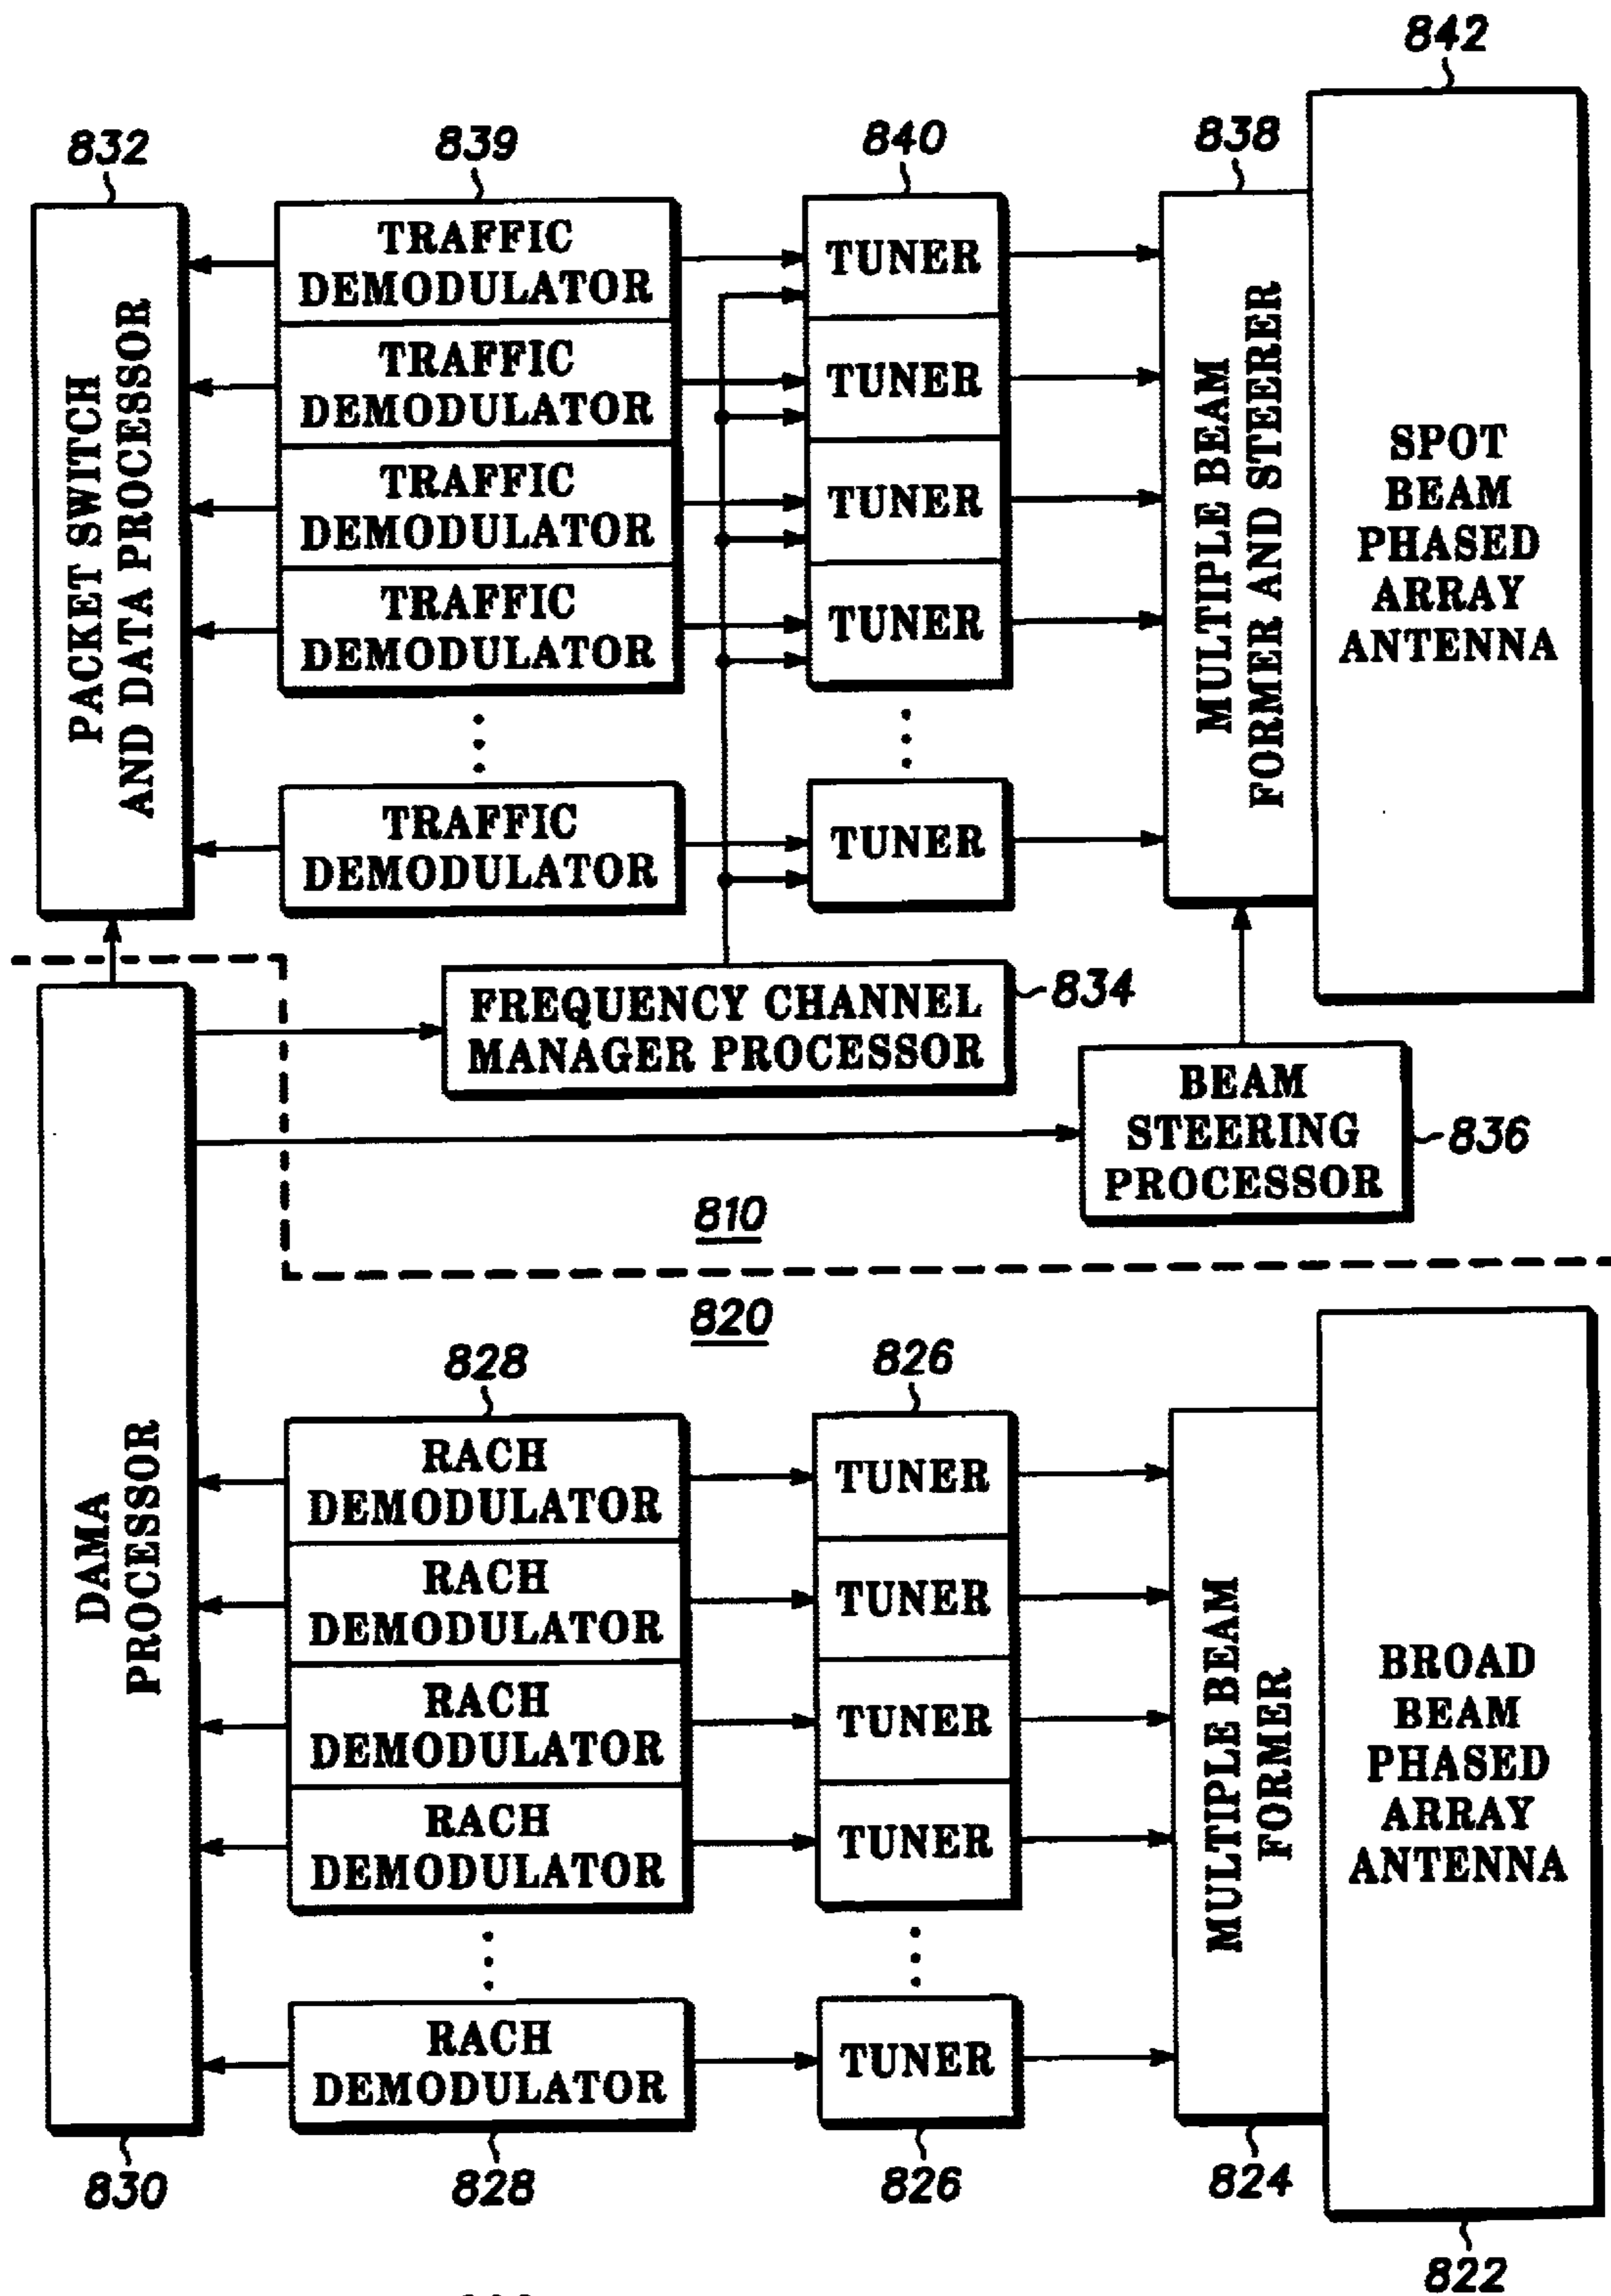 842
832
839
840
838
PACKET SWITCH
AND DATA PROCESSOR
TRAFFIC
DEMODULATOR
TRAFFIC
DEMODULATOR
TRAFFIC
DEMODULATOR
TRAFFIC
DEMODULATOR
TRAFFIC
DEMODULATOR
TUNER
TUNER
TUNER
TUNER
TUNER
MULTIPLE BEAM
FORMER AND STEERER
SPOT
BEAM
PHASED
ARRAY
ANTENNA
FREQUENCY CHANNEL
MANAGER PROCESSOR
834
BEAM
STEERING
PROCESSOR
836
810
820
828
826
DAMA
PROCESSOR
RACH
DEMODULATOR
RACH
DEMODULATOR
RACH
DEMODULATOR
RACH
DEMODULATOR
RACH
DEMODULATOR
TUNER
TUNER
TUNER
TUNER
TUNER
MULTIPLE BEAM
FORMER
BROAD
BEAM
PHASED
ARRAY
ANTENNA
830
828
826
824
822